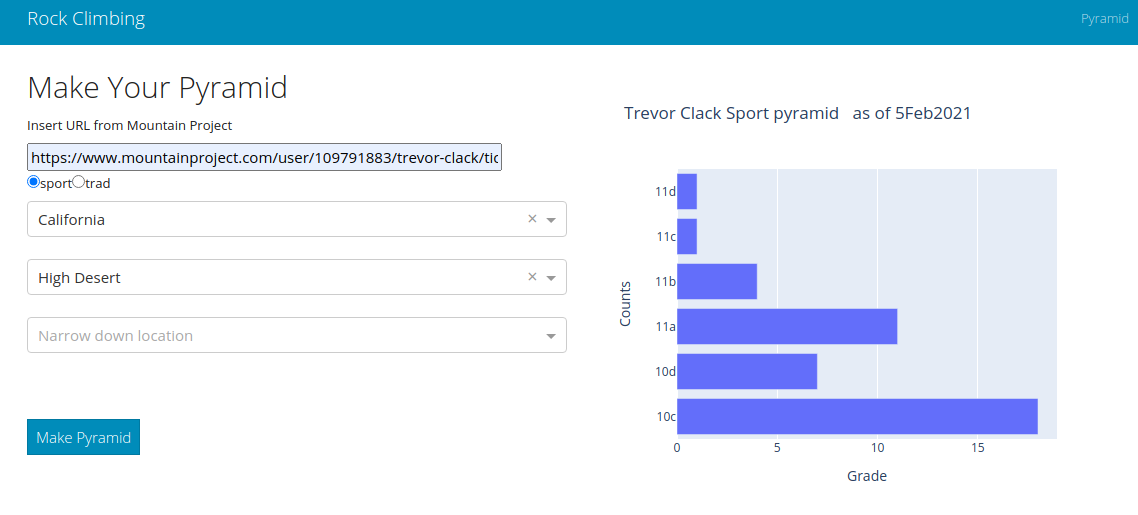 Rock Climbing
Pyramid
Make Your Pyramid
Insert URL from Mountain Project
https://www.mountainproject.com/user/109791883/trevor-clack/tic
sport trad
California
High Desert
Narrow down location
Make Pyramid
Trevor Clack Sport pyramid as of 5Feb2021
Counts
11d
11c
11b
11a
10d
10c
0 5 10 15
Grade